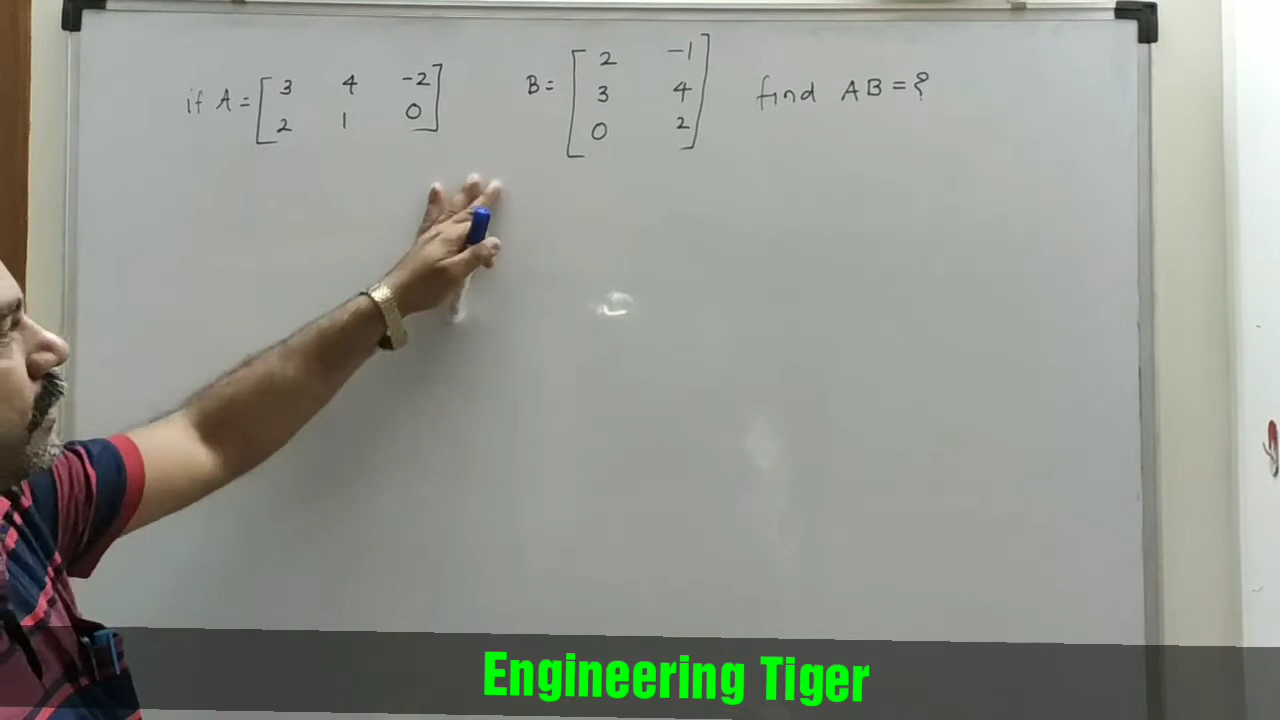 if A = [ 3 4 -2 B = [ 2 -1 find AB = ?
2 1 0 ] 3 4
0 2 ]
Engineering Tiger